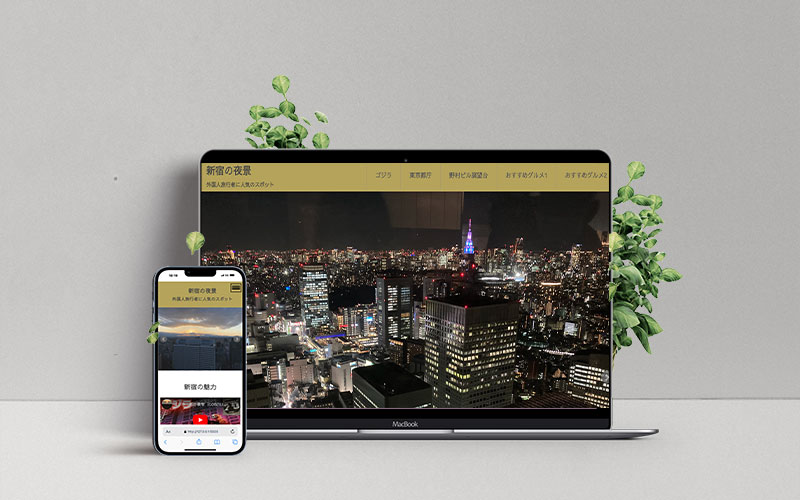 新宿の夜景
外国人旅行者に人気のスポット
ゴジラ
東京都庁
野村ビル展望台
おすすめグルメ1
おすすめグルメ2
MacBook
新宿の夜景
外国人旅行者に人気のスポット
新宿の魅力